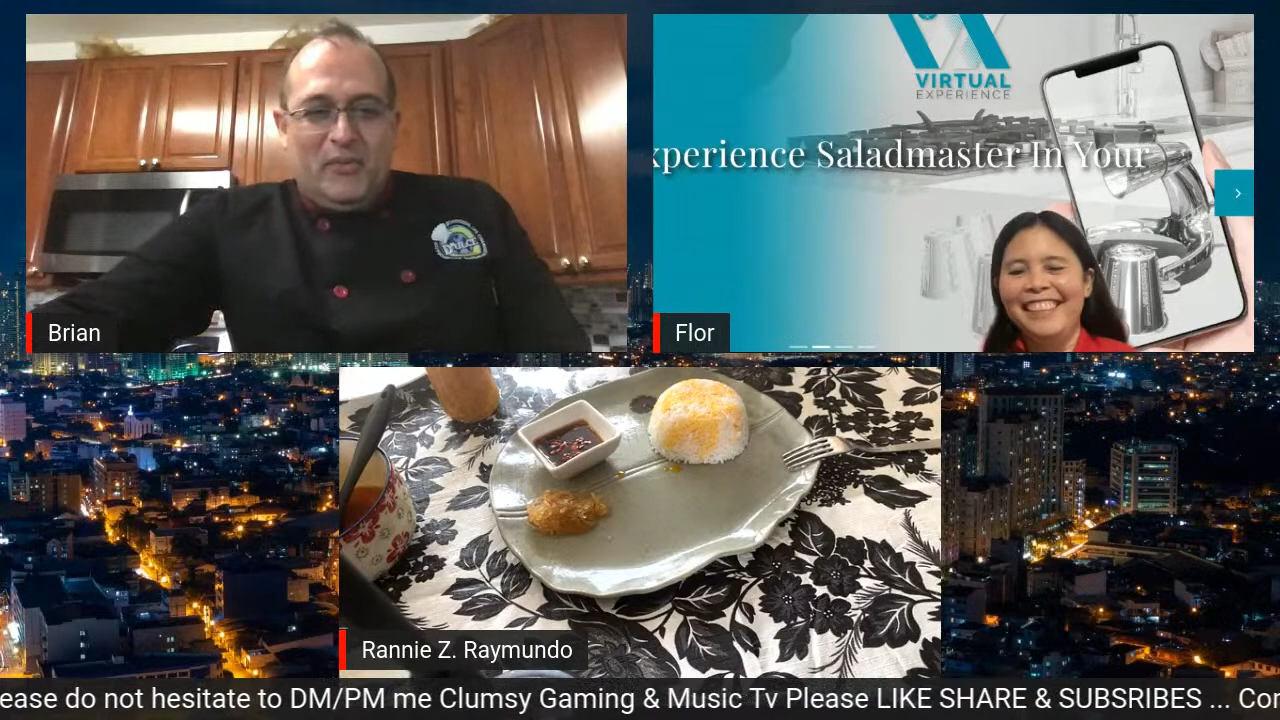 VIRTUAL
EXPERIENCE
xperience Saladmaster In Your
Brian
Flor
Rannie Z. Raymundo
ease do not hesitate to DM/PM me Clumsy Gaming & Music Tv Please LIKE SHARE & SUBSRIBES ... Con